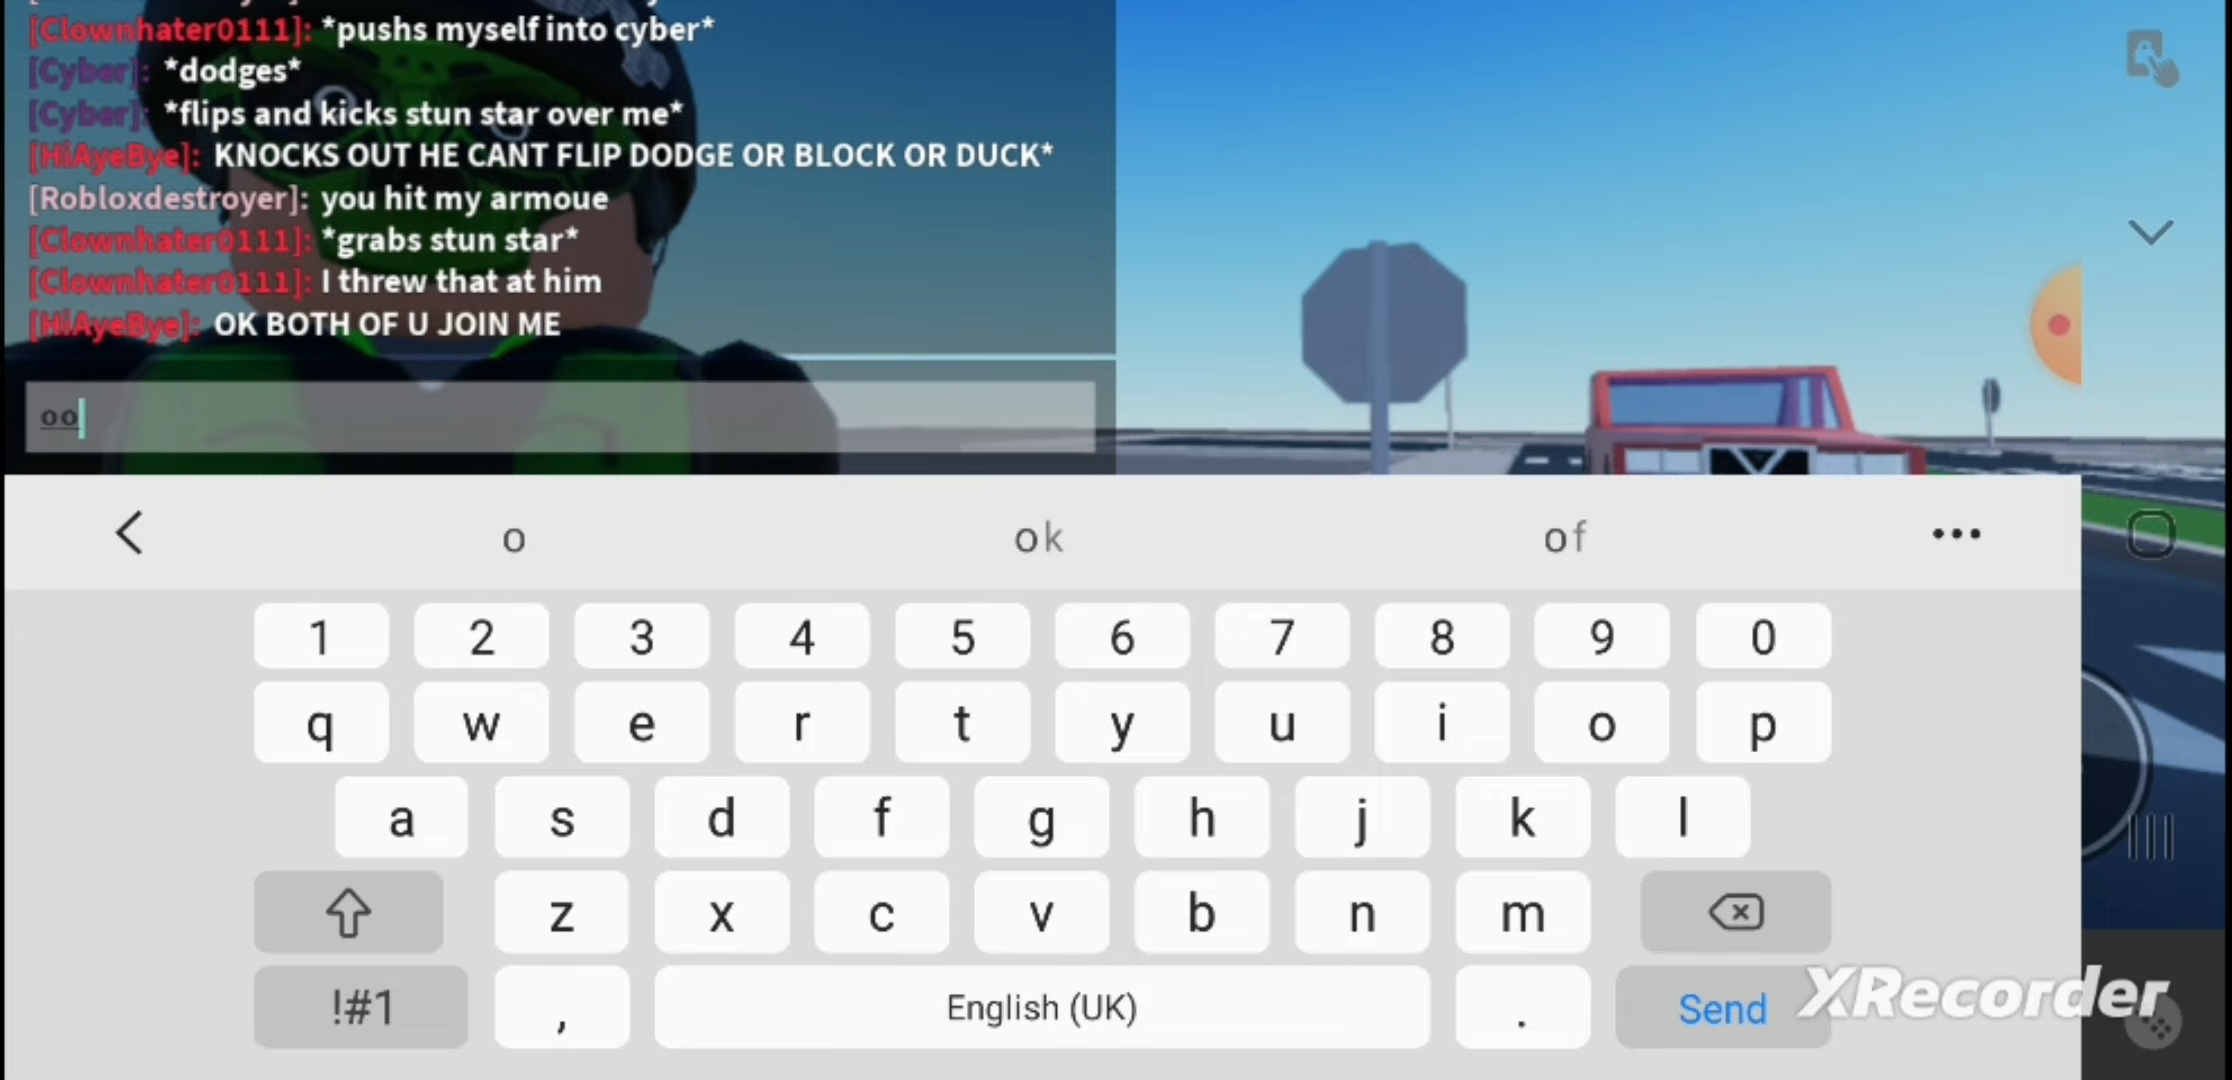 [Clownhater0111]: *pushs myself into cyber*
[Cyber]: *dodges*
[Cyber]: *flips and kicks stun star over me*
[HiAyeBye]: KNOCKS OUT HE CANT FLIP DODGE OR BLOCK OR DUCK*
[Robloxdestroyer]: you hit my armoue
[Clownhater0111]: *grabs stun star*
[Clownhater0111]: I threw that at him
[HiAyeBye]: OK BOTH OF U JOIN ME
oo
o ok of
1 2 3 4 5 6 7 8 9 0
q w e r t y u i o p
a s d f g h j k l
z x c v b n m
!#1 , English (UK) . Send
XRecorder